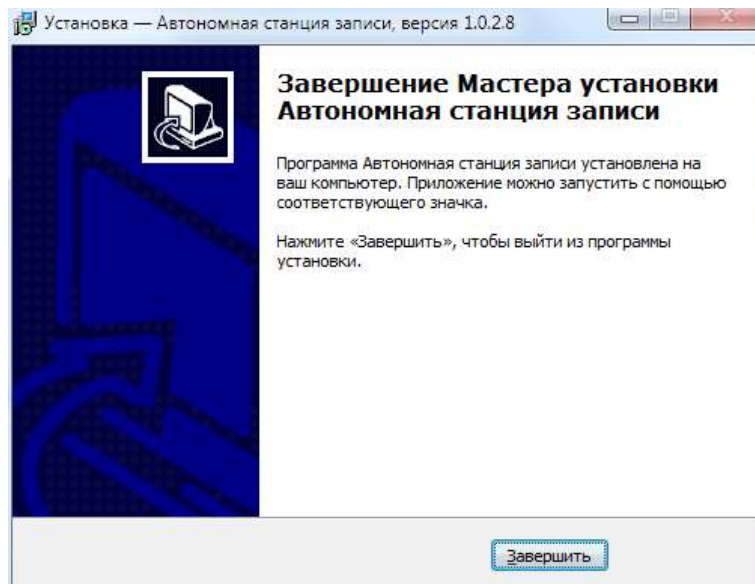 Установка — Автономная станция записи, версия 1.0.2.8
Завершение Мастера установки
Автономная станция записи
Программа Автономная станция записи установлена на
ваш компьютер. Приложение можно запустить с помощью
соответствующего значка.
Нажмите «Завершить», чтобы выйти из программы
установки.
Завершить